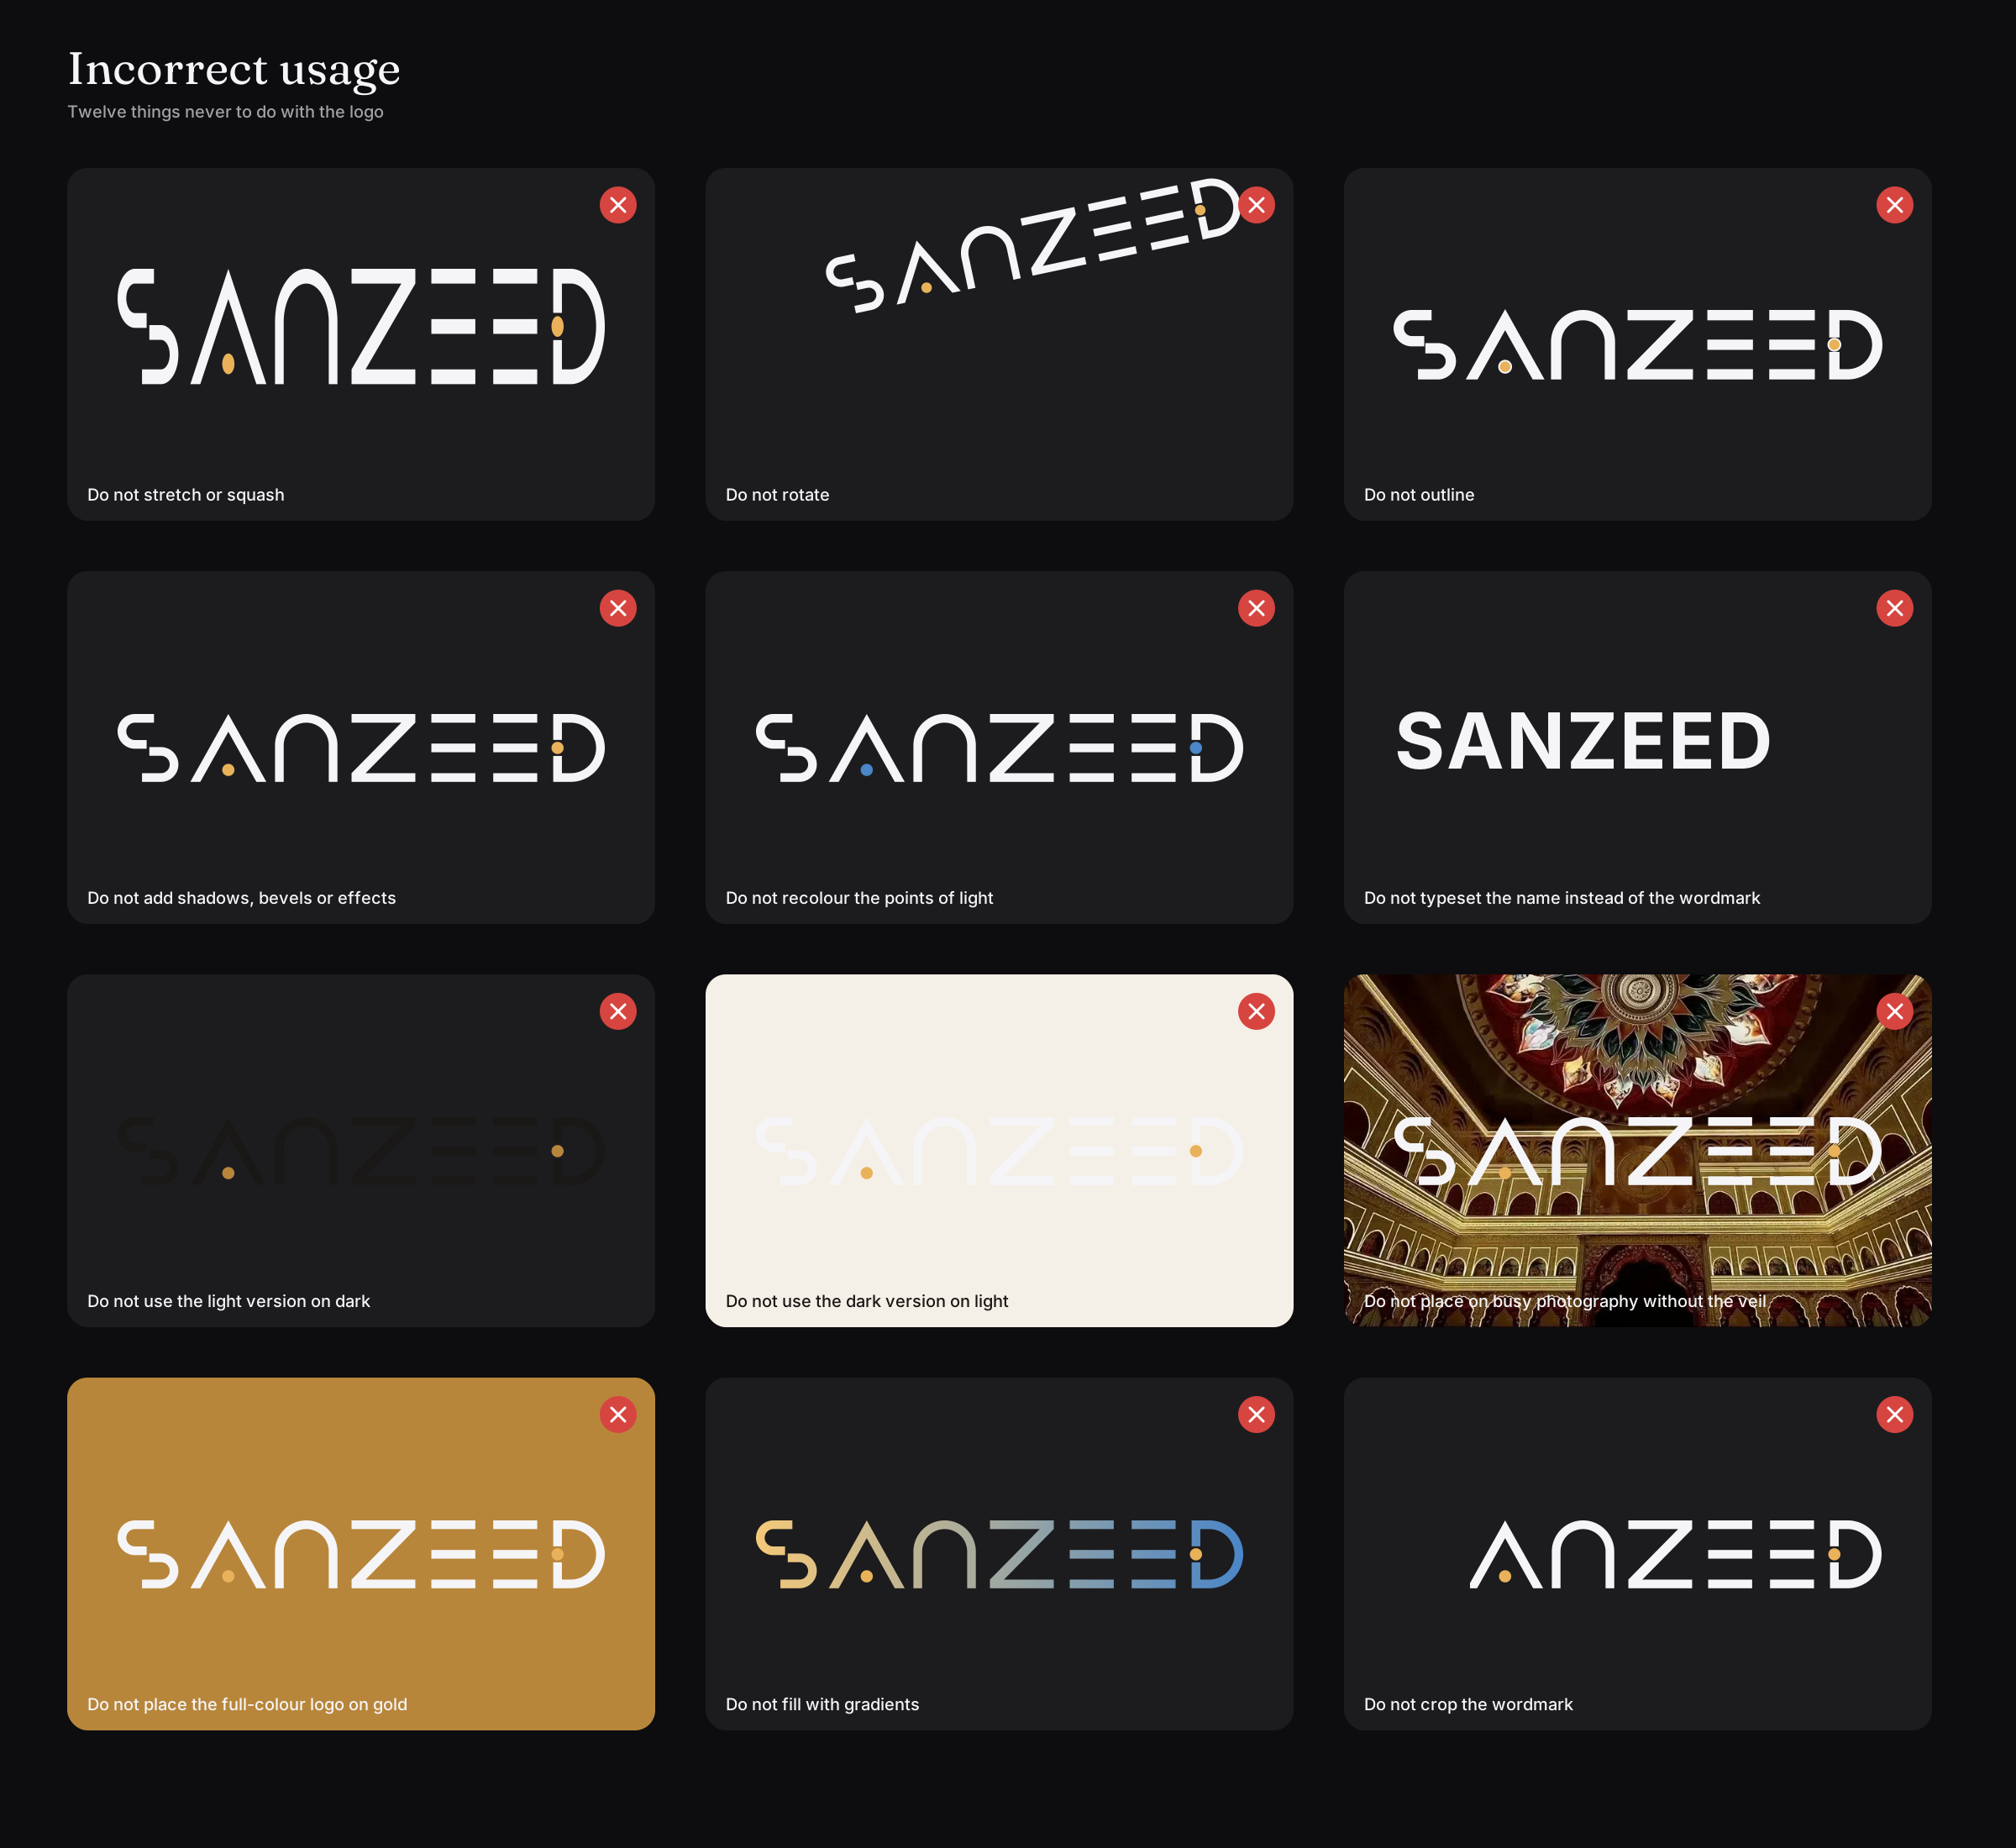 Incorrect usage
Twelve things never to do with the logo
SANZEED
Do not stretch or squash
SANZEED
Do not rotate
SANZEED
Do not outline
SANZEED
Do not add shadows, bevels or effects
SANZEED
Do not recolour the points of light
SANZEED
Do not typeset the name instead of the wordmark
SANZEED
Do not use the light version on dark
SANZEED
Do not use the dark version on light
SANZEED
Do not place on busy photography without the veil
SANZEED
Do not place the full-colour logo on gold
SANZEED
Do not fill with gradients
ANZEED
Do not crop the wordmark